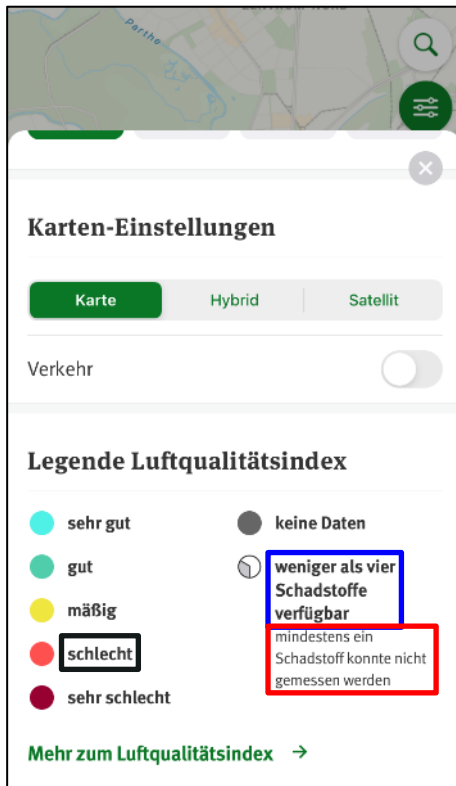 Parthe
Karten-Einstellungen
Karte Hybrid Satellit
Verkehr
Legende Luftqualitätsindex
sehr gut
gut
mäßig
schlecht
sehr schlecht
keine Daten
weniger als vier
Schadstoffe
verfügbar
mindestens ein
Schadstoff konnte nicht
gemessen werden
Mehr zum Luftqualitätsindex →